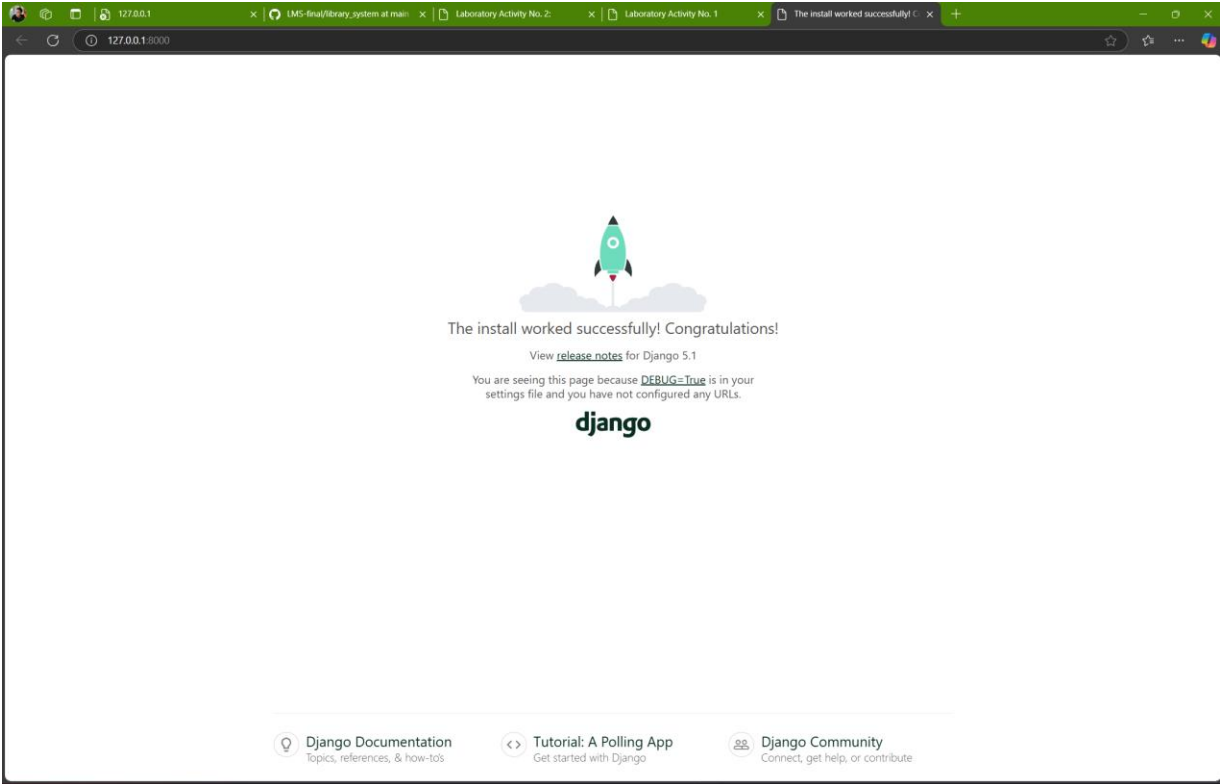 127.0.0.1
LMS-final/library_system at main
Laboratory Activity No. 2:
Laboratory Activity No. 1
The install worked successfully! C
127.0.0.1:8000
The install worked successfully! Congratulations!
View release notes for Django 5.1
You are seeing this page because DEBUG=True is in your
settings file and you have not configured any URLs.
django
Django Documentation
Topics, references, & how-to's
Tutorial: A Polling App
Get started with Django
Django Community
Connect, get help, or contribute